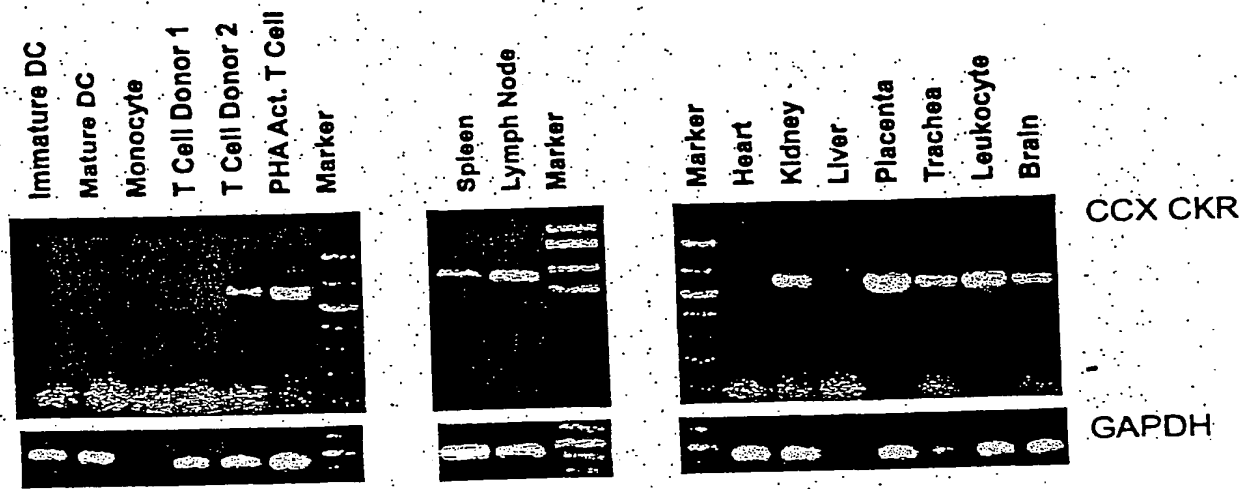 Immature DC
Mature DC
Monocyte
T Cell Donor 1
T Cell Donor 2
PHA Act. T Cell
Marker
Spleen
Lymph Node
Marker
Marker
Heart
Kidney
Liver
Placenta
Trachea
Leukocyte
Brain
CCX CKR
GAPDH